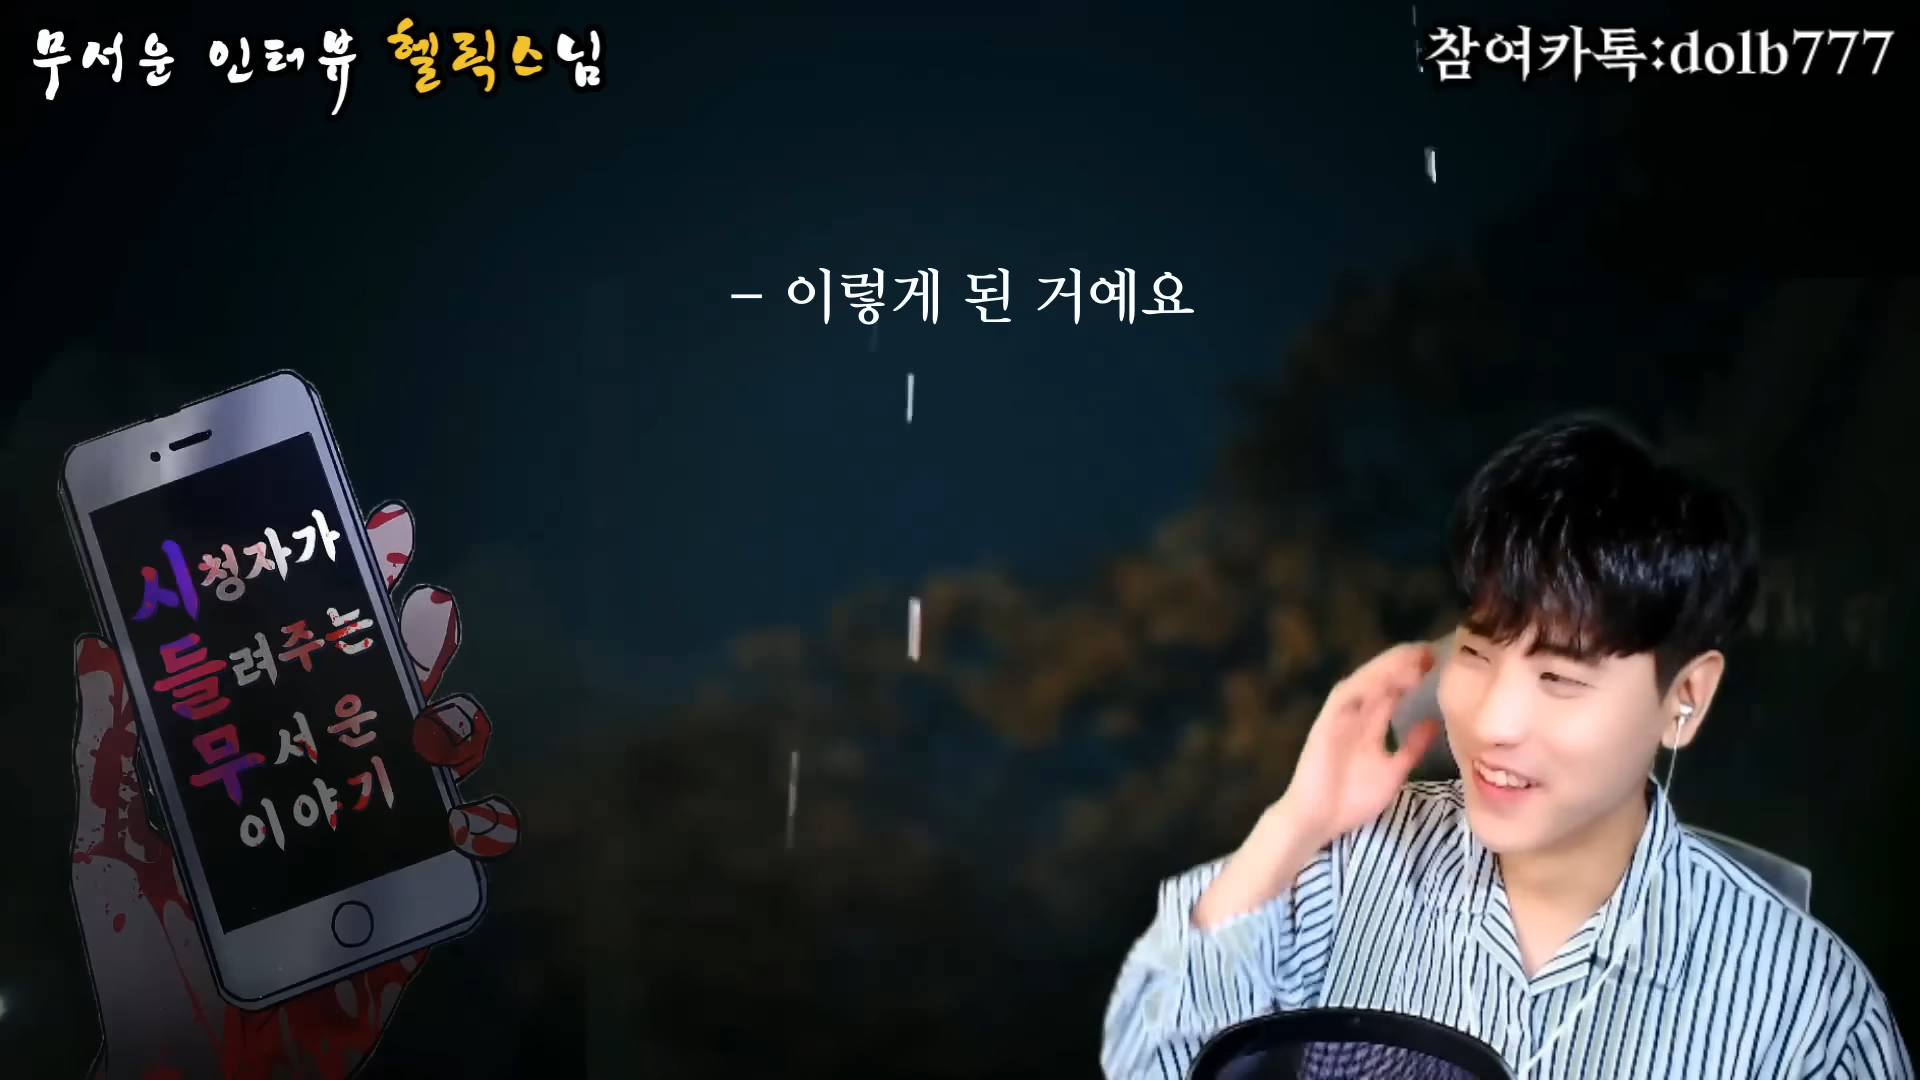 무서운 인터뷰 헬릭스님
참여카톡:dolb777
- 이렇게 된 거예요
시청자가
들려주는
무서운
이야기